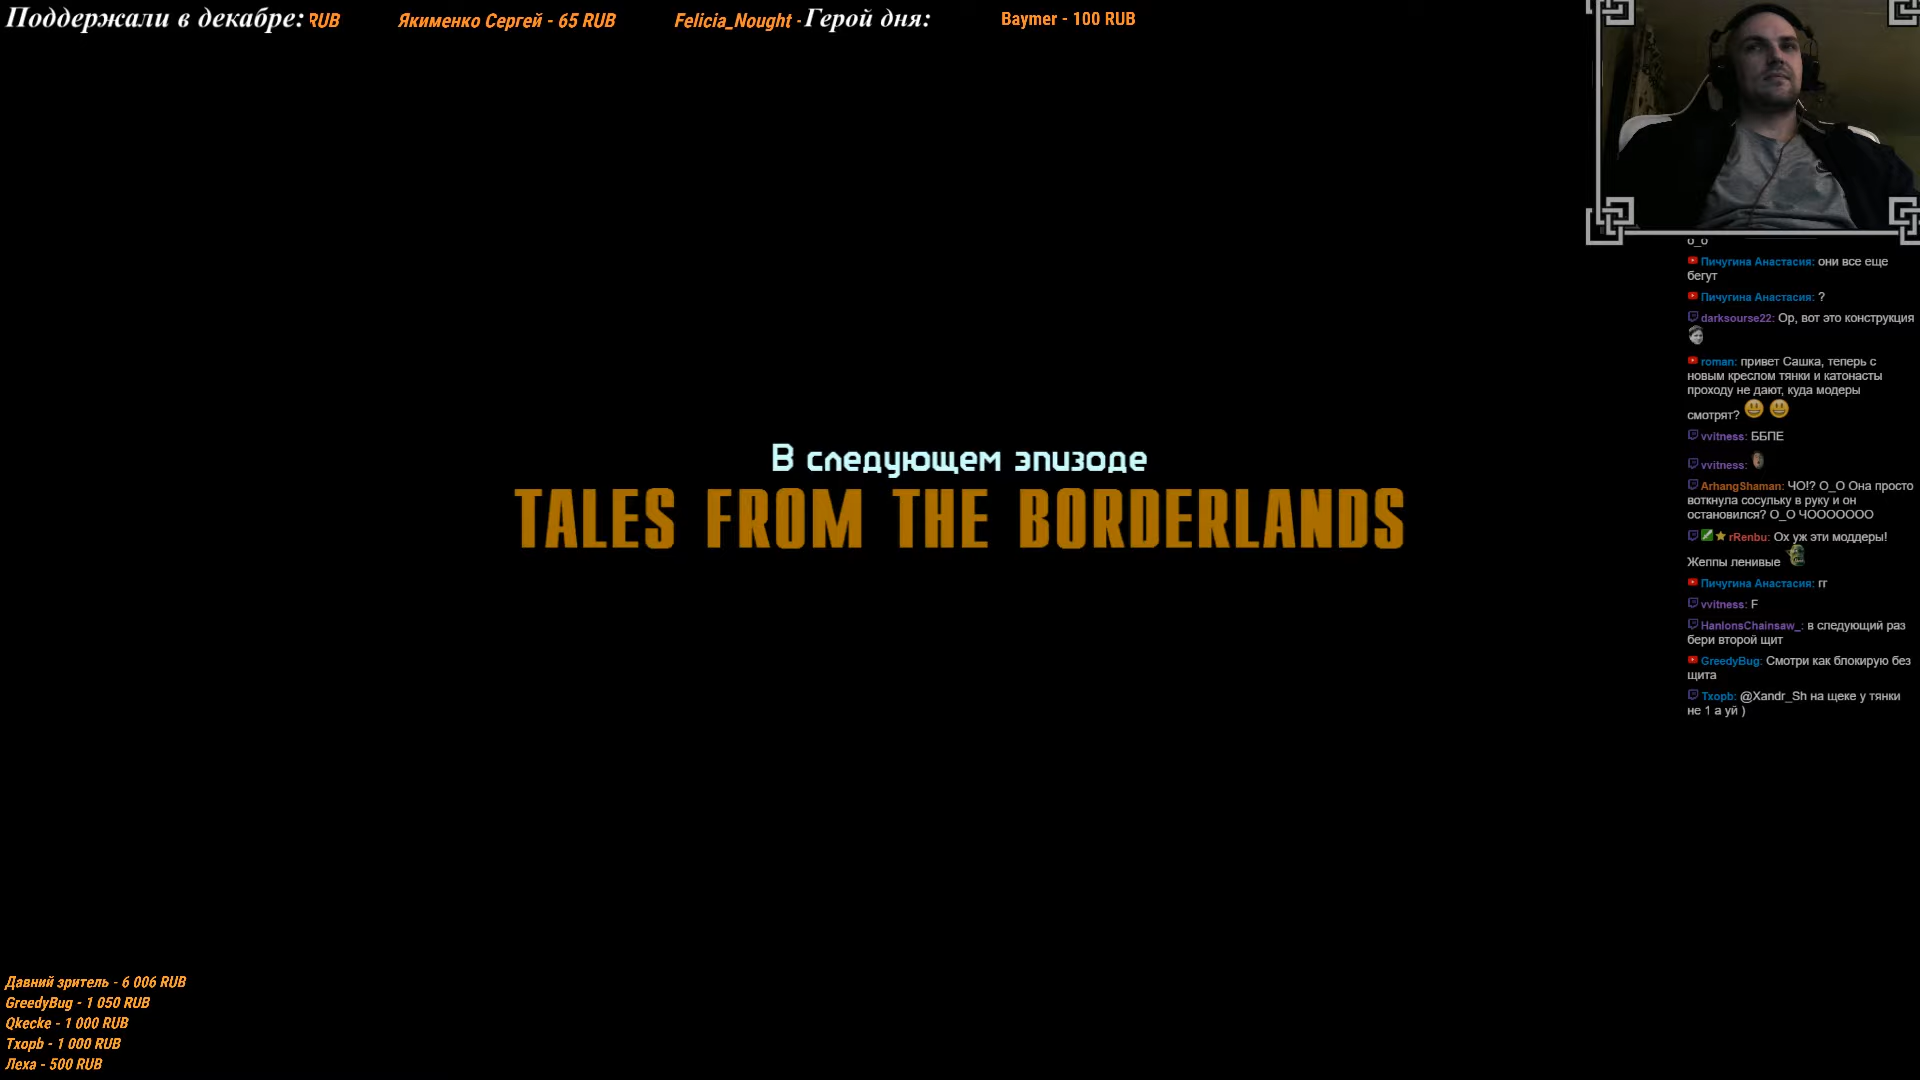 Поддержали в декабре:
RUB
Якименко Сергей - 65 RUB
Felicia_Nought -
Герой дня:
Baymer - 100 RUB
o_o
Пичугина Анастасия: они все еще
бегут
Пичугина Анастасия: ?
darksourse22: Ор, вот это конструкция
roman: привет Сашка, теперь с
новым креслом тянки и катонасты
проходу не дают, куда модеры
смотрят?
vvitness: ББПЕ
vvitness:
ArhangShaman: ЧО!? О_О Она просто
воткнула сосульку в руку и он
остановился? О_О ЧООООООО
rRenbu: Ох уж эти моддеры!
Жеппы ленивые
Пичугина Анастасия: гг
vvitness: F
HanlonsChainsaw_: в следующий раз
бери второй щит
GreedyBug: Смотри как блокирую без
щита
Txopb: @Xandr_Sh на щеке у тянки
не 1 а уй )
В следующем эпизоде
TALES FROM THE BORDERLANDS
Давний зритель - 6 006 RUB
GreedyBug - 1 050 RUB
Qkecke - 1 000 RUB
Txopb - 1 000 RUB
Леха - 500 RUB